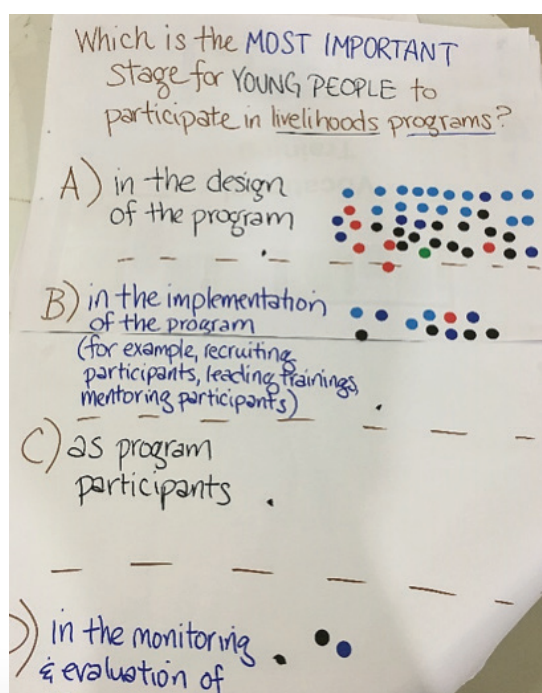 Which is the MOST IMPORTANT
Stage for YOUNG PEOPLE to
participate in livelihoods programs?
A) in the design
of the program
B) in the implementation
of the program
(for example, recruiting
participants, leading trainings,
mentoring participants)
C) as program
participants
D) in the monitoring
& evaluation of